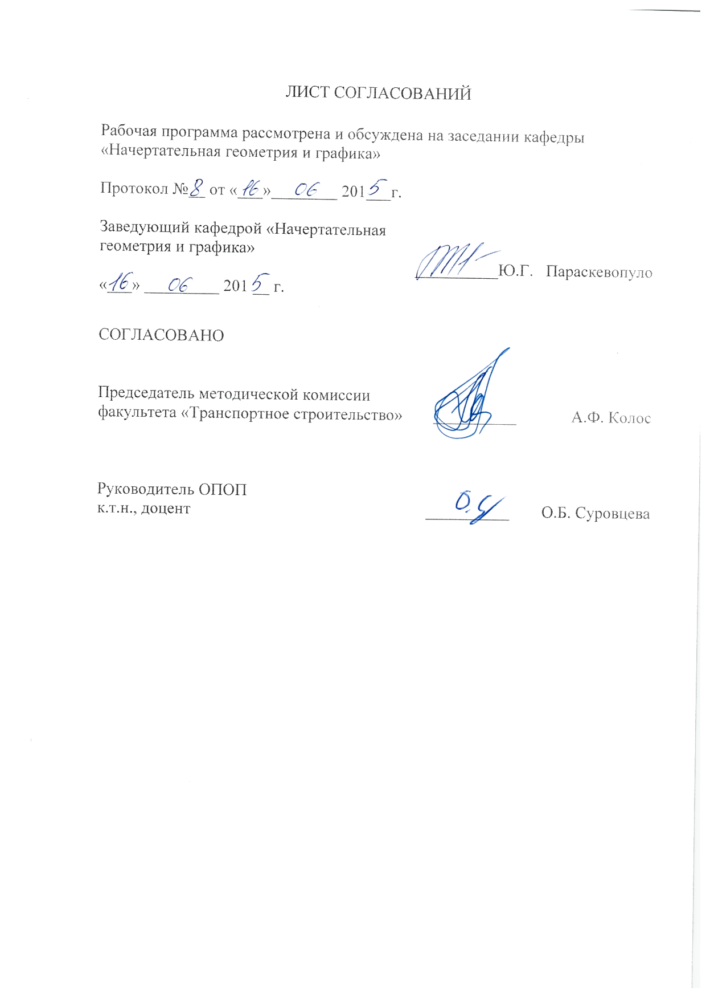 ЛИСТ СОГЛАСОВАНИЙ
Рабочая программа рассмотрена и обсуждена на заседании кафедры
«Начертательная геометрия и графика»
Протокол №8 от «16» 06 2015 г.
Заведующий кафедрой «Начертательная
геометрия и графика»
Ю.Г. Параскевопуло
«16» 06 2015 г.
СОГЛАСОВАНО
Председатель методической комиссии
факультета «Транспортное строительство» А.Ф. Колос
Руководитель ОПОП
к.т.н., доцент О.Б. Суровцева